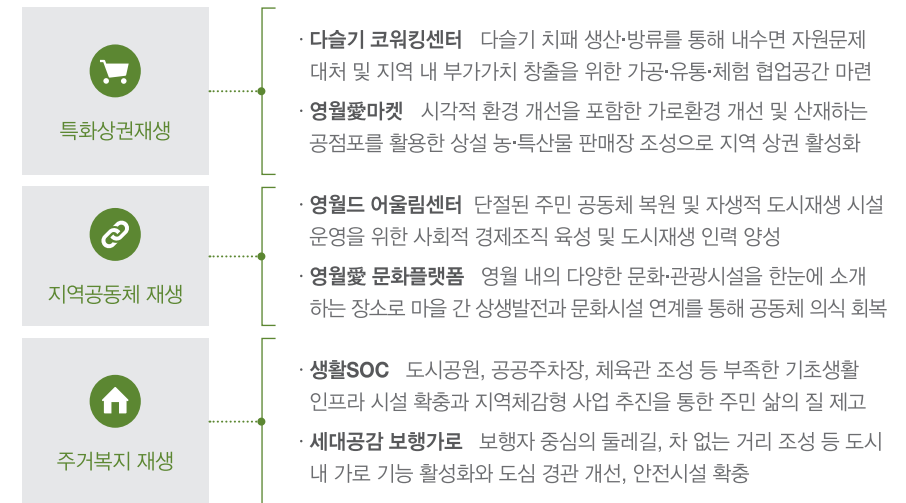 특화상권재생
· 다슬기 코워킹센터 다슬기 치패 생산·방류를 통해 내수면 자원문제
대처 및 지역 내 부가가치 창출을 위한 가공·유통·체험 협업공간 마련
· 영월愛마켓 시각적 환경 개선을 포함한 가로환경 개선 및 산재하는
공점포를 활용한 상설 농·특산물 판매장 조성으로 지역 상권 활성화
지역공동체 재생
· 영월드 어울림센터 단절된 주민 공동체 복원 및 자생적 도시재생 시설
운영을 위한 사회적 경제조직 육성 및 도시재생 인력 양성
· 영월愛 문화플랫폼 영월 내의 다양한 문화·관광시설을 한눈에 소개
하는 장소로 마을 간 상생발전과 문화시설 연계를 통해 공동체 의식 회복
주거복지 재생
· 생활SOC 도시공원, 공공주차장, 체육관 조성 등 부족한 기초생활
인프라 시설 확충과 지역체감형 사업 추진을 통한 주민 삶의 질 제고
· 세대공감 보행가로 보행자 중심의 둘레길, 차 없는 거리 조성 등 도시
내 가로 기능 활성화와 도심 경관 개선, 안전시설 확충